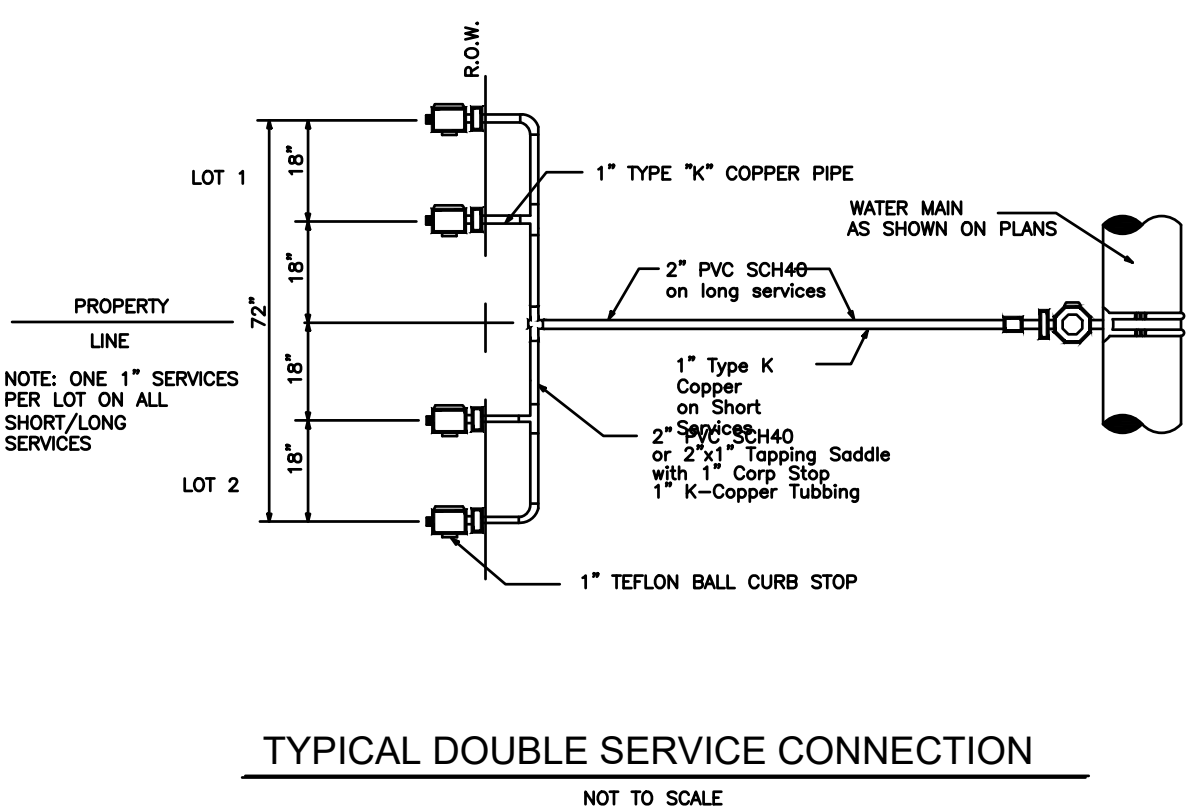 R.O.W.
LOT 1
18"
1" TYPE "K" COPPER PIPE
WATER MAIN
AS SHOWN ON PLANS
18"
2" PVC SCH40
on long services
PROPERTY
LINE
72"
NOTE: ONE 1" SERVICES
PER LOT ON ALL
SHORT/LONG
SERVICES
18"
1" Type K
Copper
on Short
Services
2" PVC SCH40
or 2"x1" Tapping Saddle
with 1" Corp Stop
1" K-Copper Tubbing
18"
LOT 2
1" TEFLON BALL CURB STOP
TYPICAL DOUBLE SERVICE CONNECTION
NOT TO SCALE